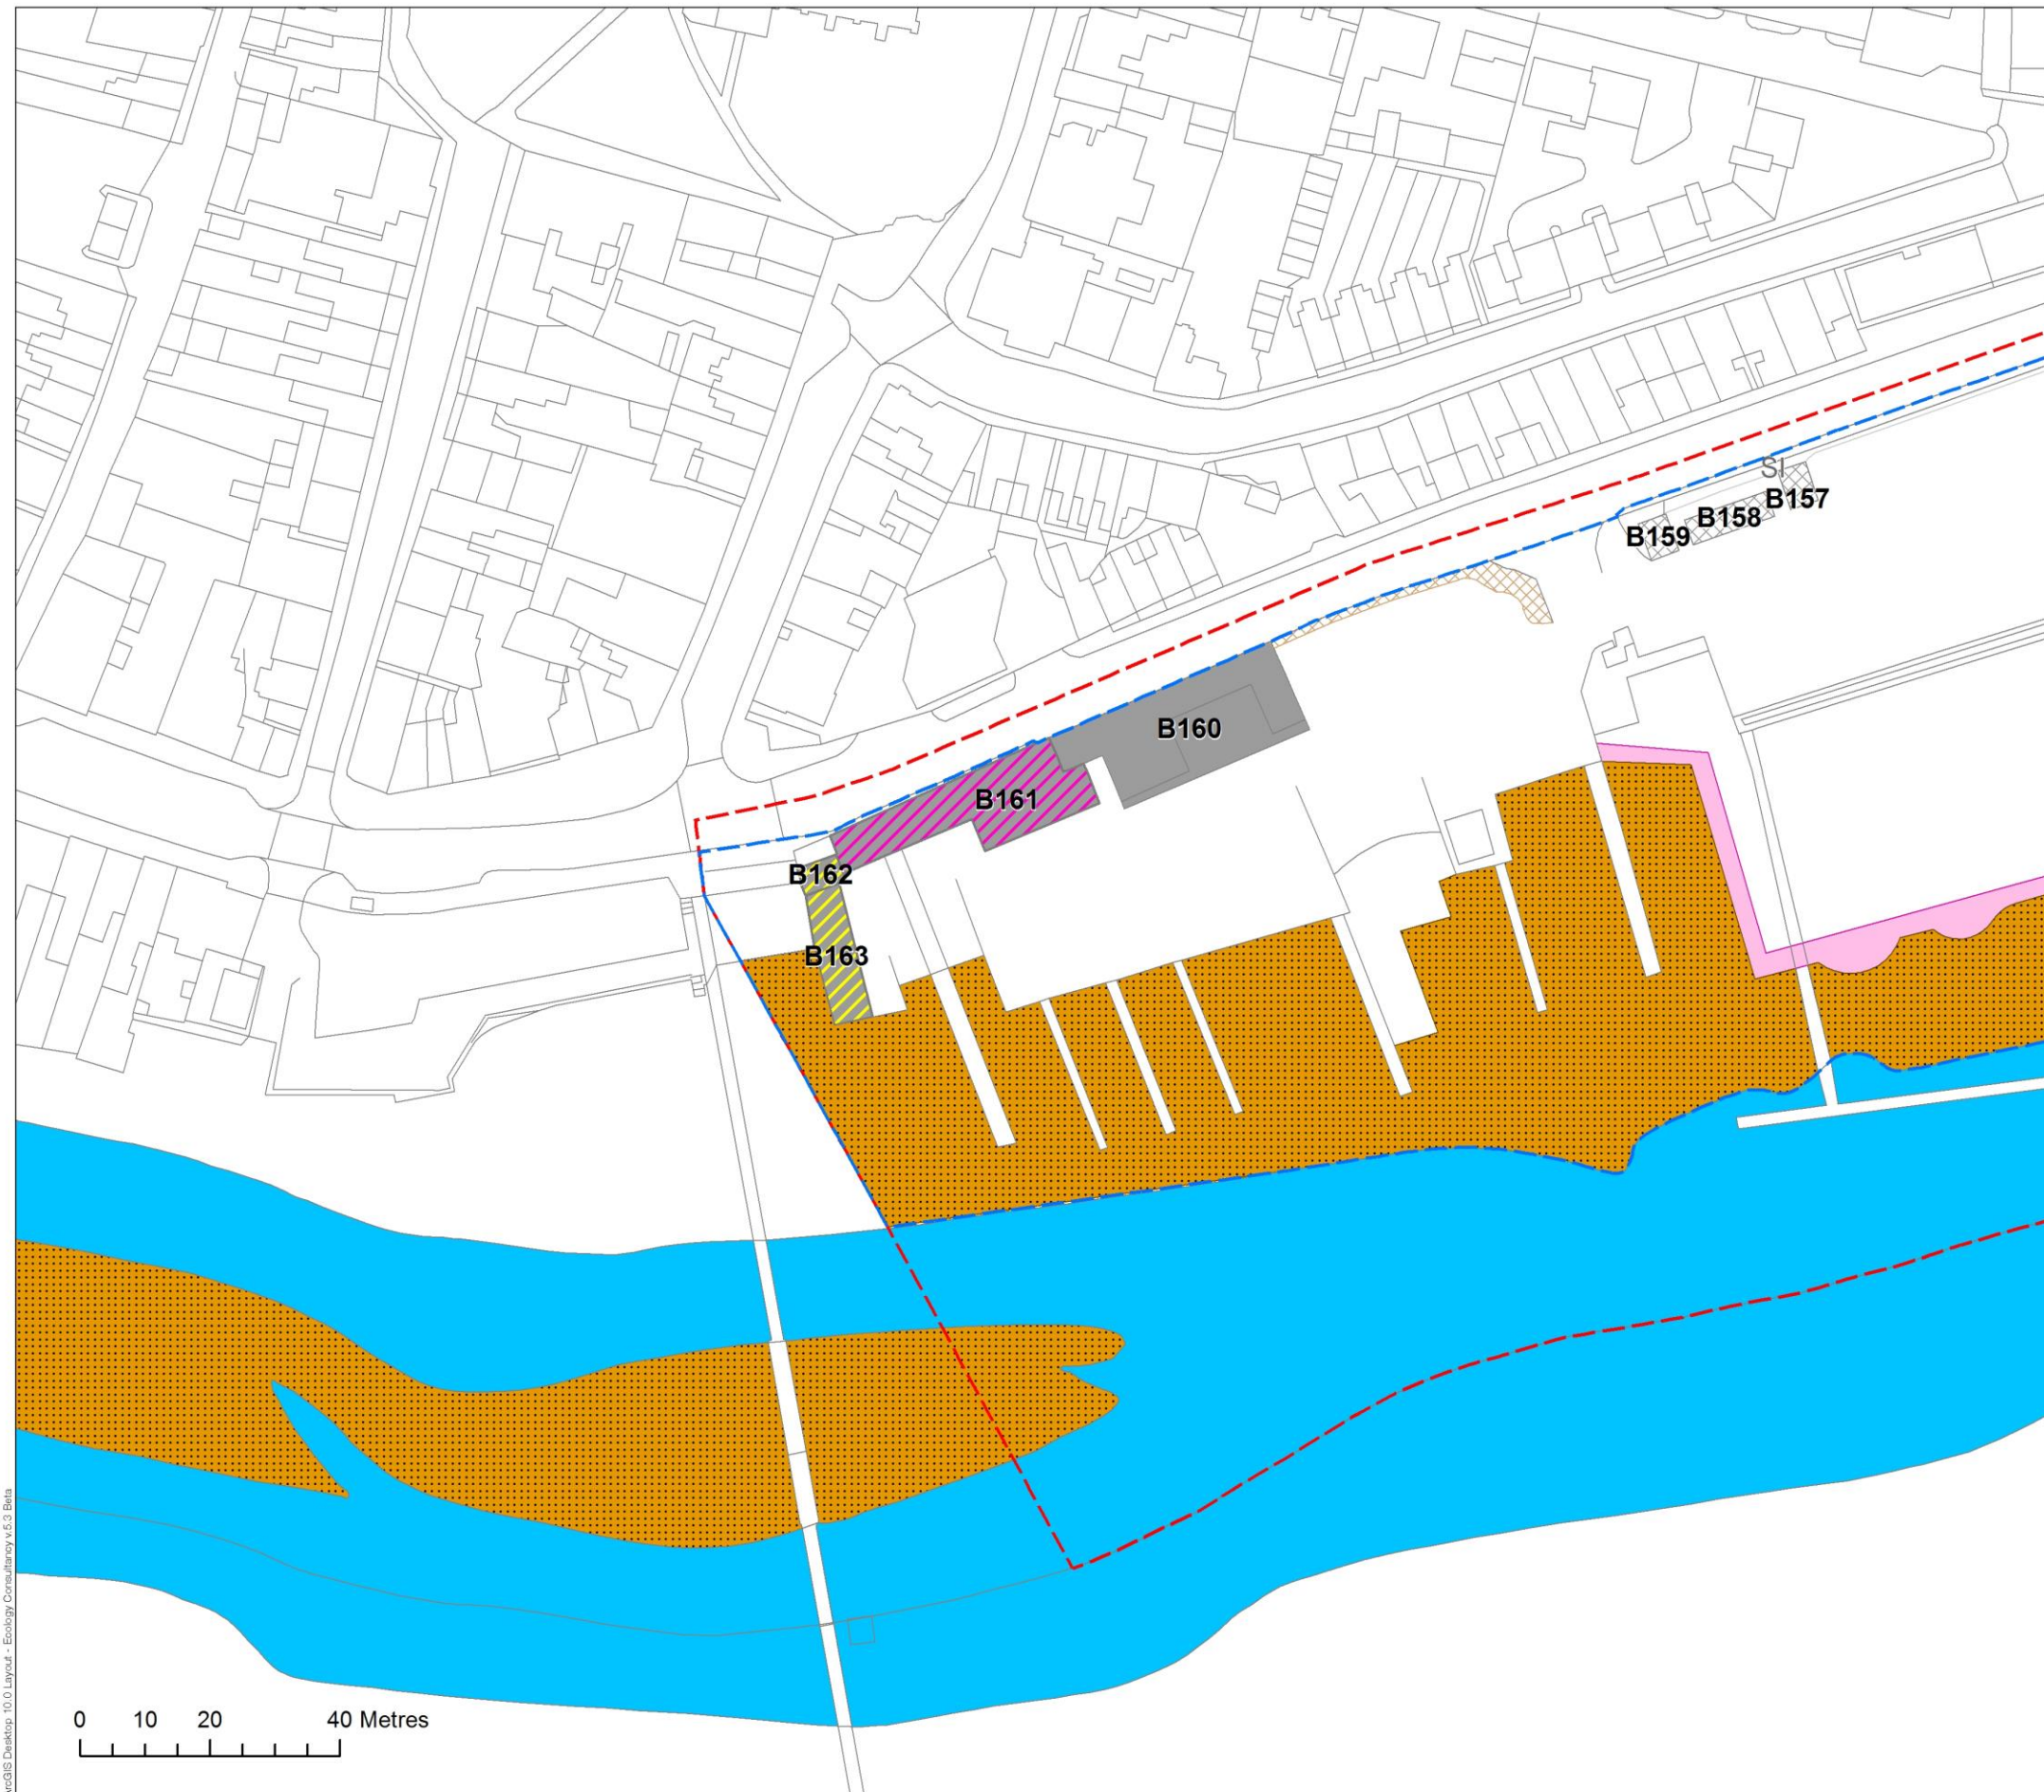 SI
B157
B158
B159
B160
B161
B162
B163
0 10 20 40 Metres
ArcGIS Desktop 10.0 Layout - Ecology Consultancy v.5.3 Beta